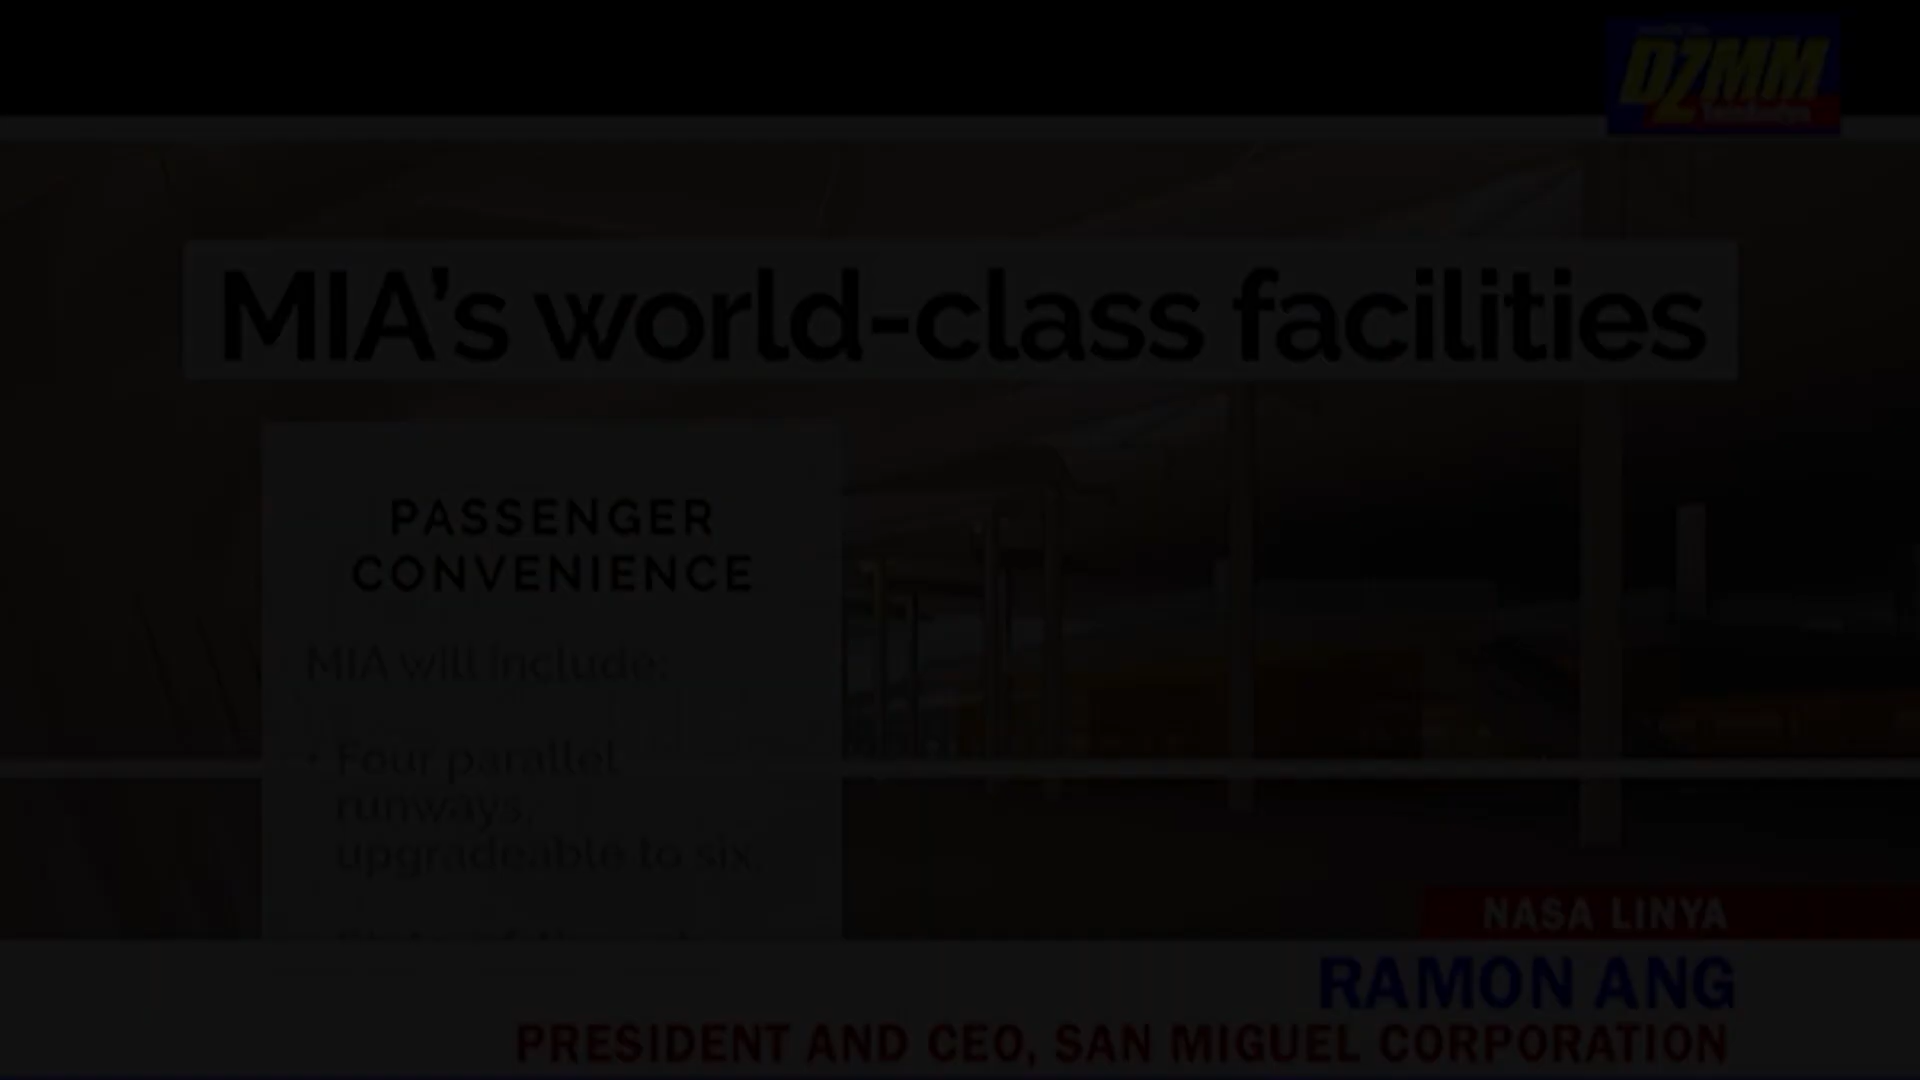 DZMM
TeleRadyo
MIA's world-class facilities
PASSENGER
CONVENIENCE
MIA will include:
• Four parallel
runways,
upgradeable to six.
NASA LINYA
RAMON ANG
PRESIDENT AND CEO, SAN MIGUEL CORPORATION